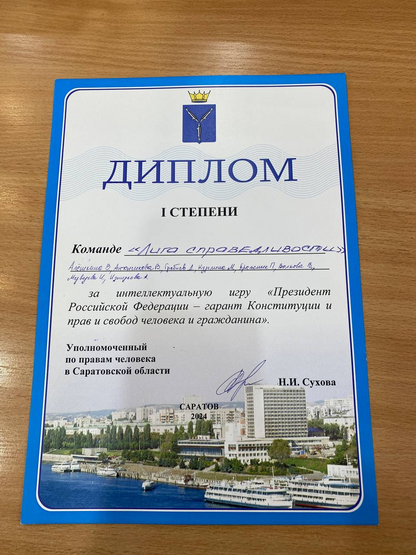 ДИПЛОМ
I СТЕПЕНИ
Команде «Лига справедливости»
за интеллектуальную игру «Президент
Российской Федерации – гарант Конституции и
прав и свобод человека и гражданина».
Уполномоченный
по правам человека
в Саратовской области
Н.И. Сухова
САРАТОВ
2024